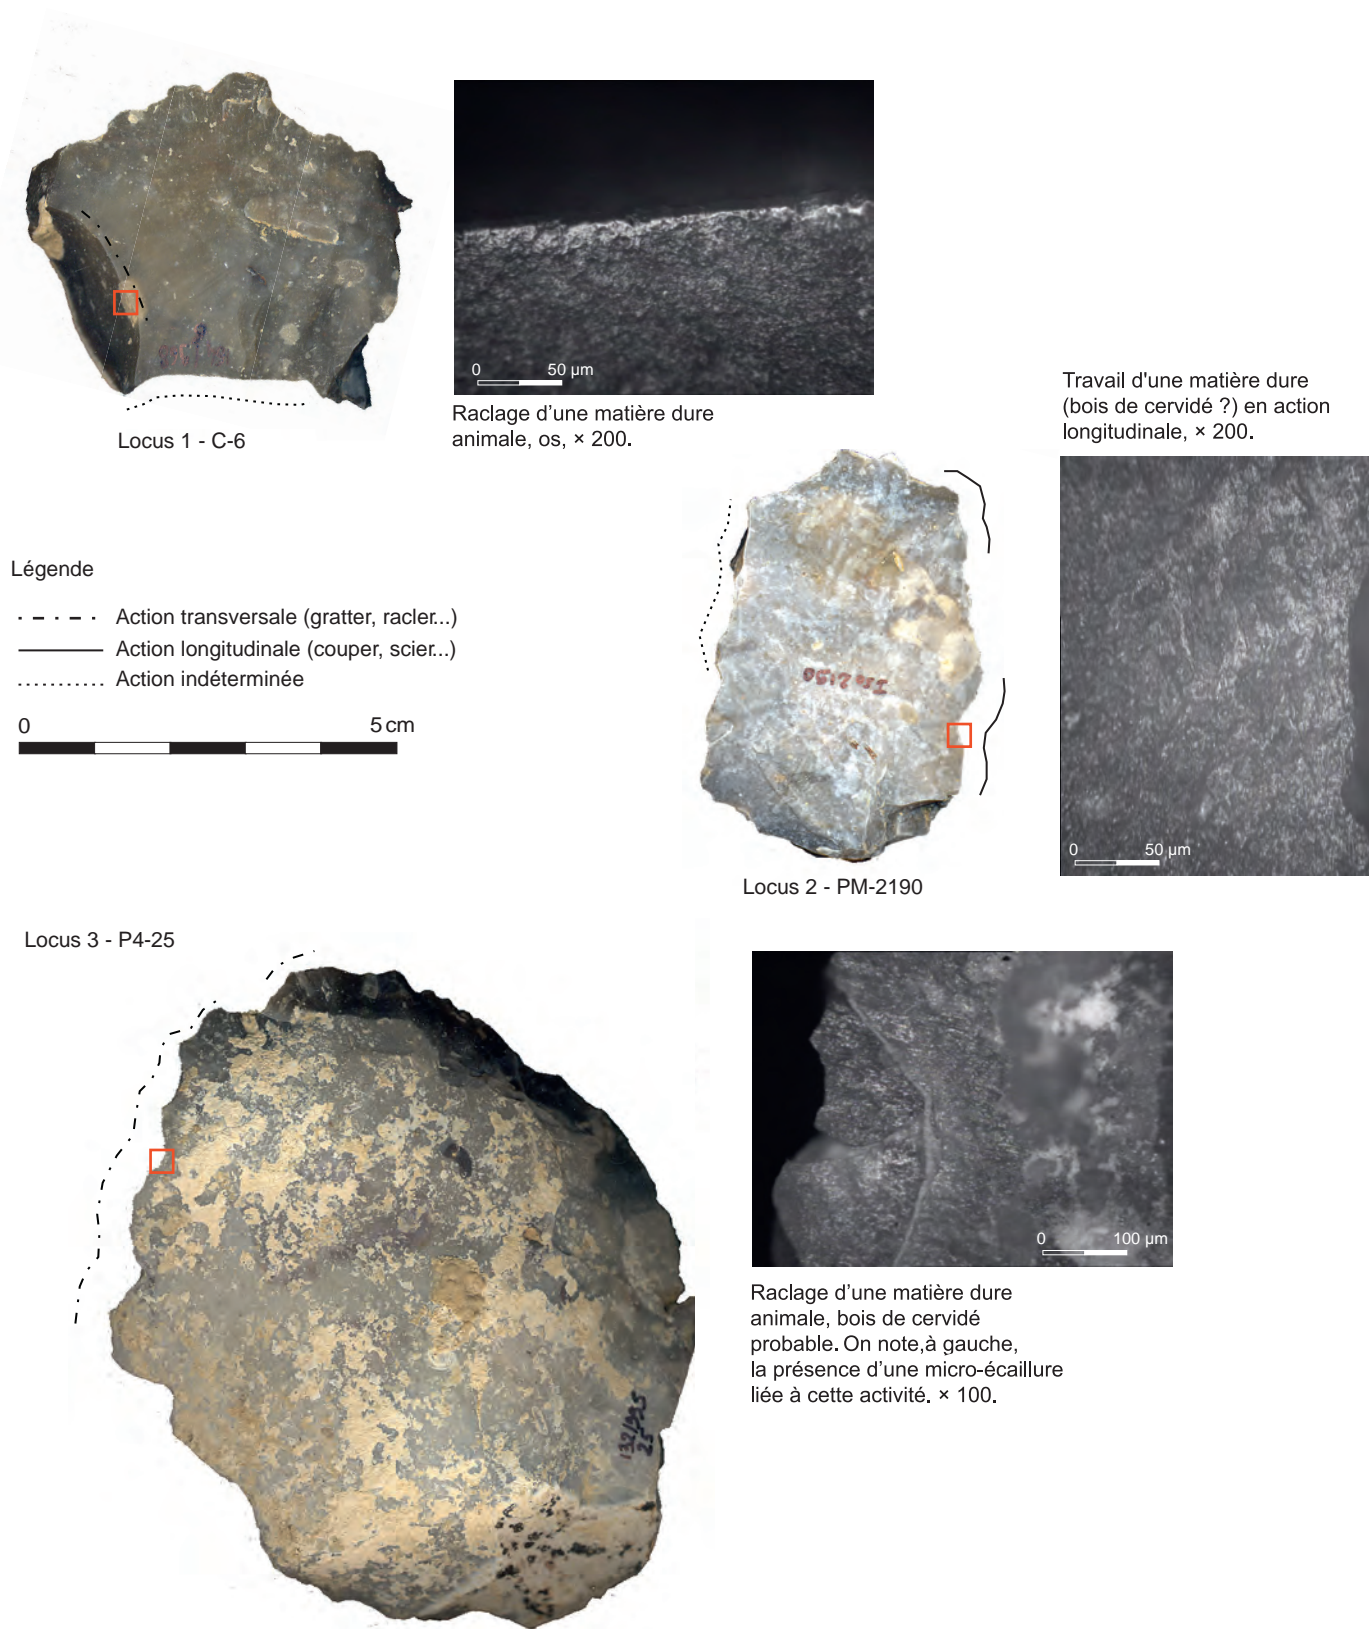 0 50 µm
Raclage d'une matière dure
animale, os, × 200.
Locus 1 - C-6
Travail d'une matière dure
(bois de cervidé ?) en action
longitudinale, × 200.
Légende
Action transversale (gratter, racler...)
Action longitudinale (couper, scier...)
Action indéterminée
0 5 cm
0 50 µm
Locus 2 - PM-2190
Locus 3 - P4-25
0 100 µm
Raclage d'une matière dure
animale, bois de cervidé
probable. On note,à gauche,
la présence d'une micro-écaillure
liée à cette activité. × 100.
25